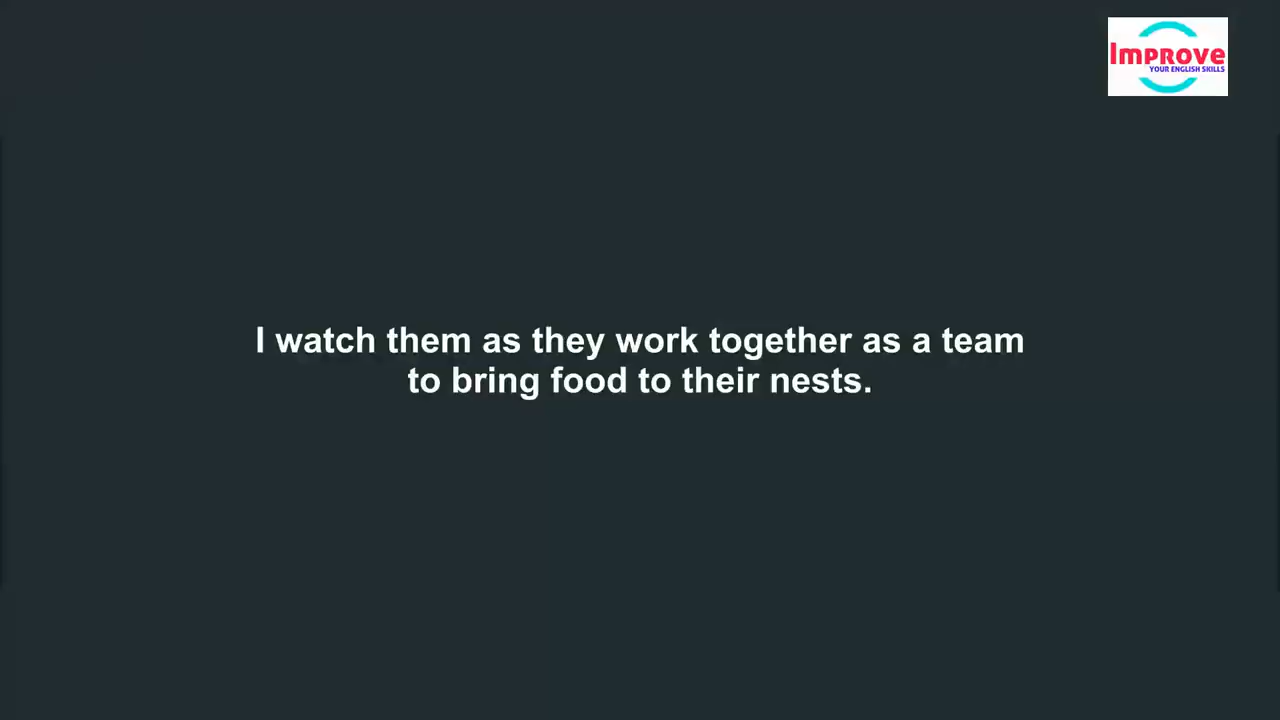 Improve
YOUR ENGLISH SKILLS
I watch them as they work together as a team
to bring food to their nests.